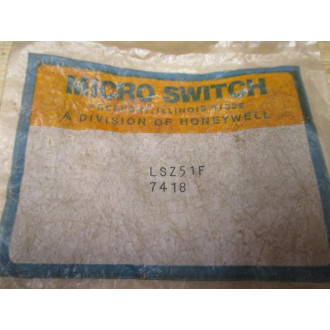 MICRO SWITCH
FREEPORT, ILLINOIS 61032
A DIVISION OF HONEYWELL
LSZ51F
7418